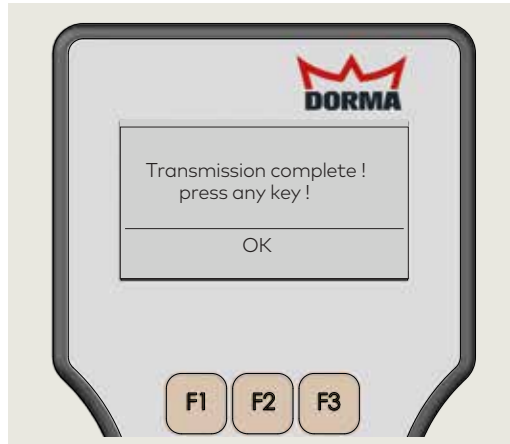 DORMA
Transmission complete !
press any key !
OK
F1 F2 F3